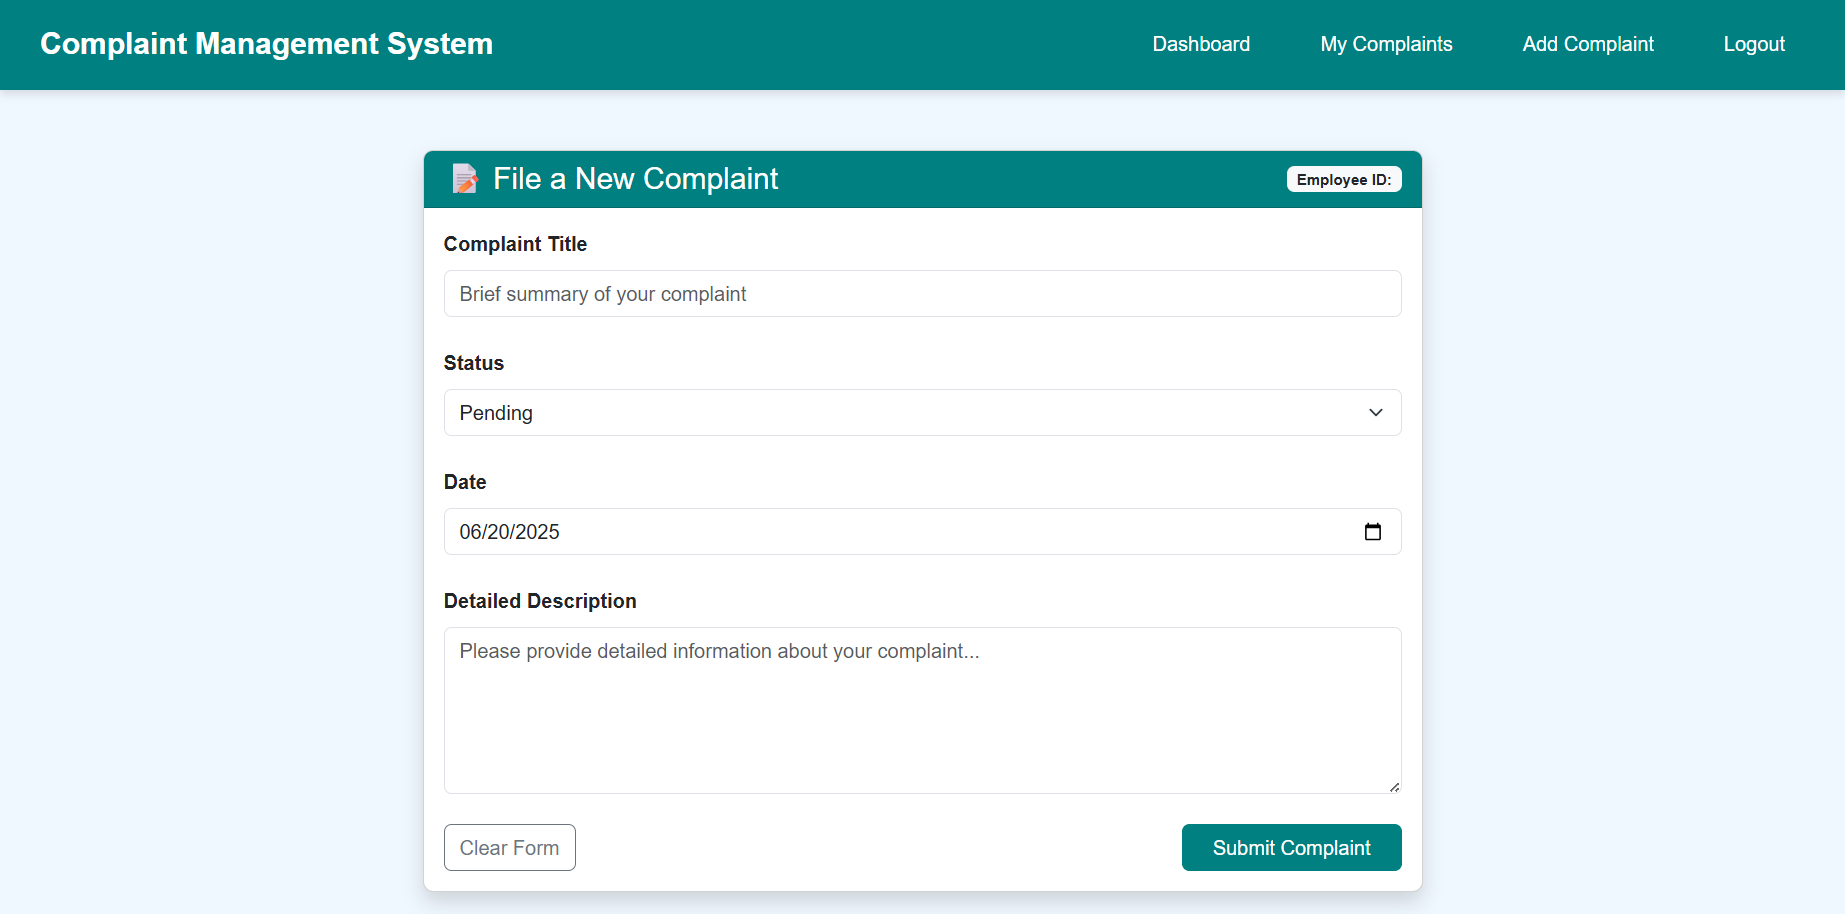 Complaint Management System
Dashboard
My Complaints
Add Complaint
Logout
File a New Complaint
Employee ID:
Complaint Title
Brief summary of your complaint
Status
Pending
Date
06/20/2025
Detailed Description
Please provide detailed information about your complaint...
Clear Form
Submit Complaint